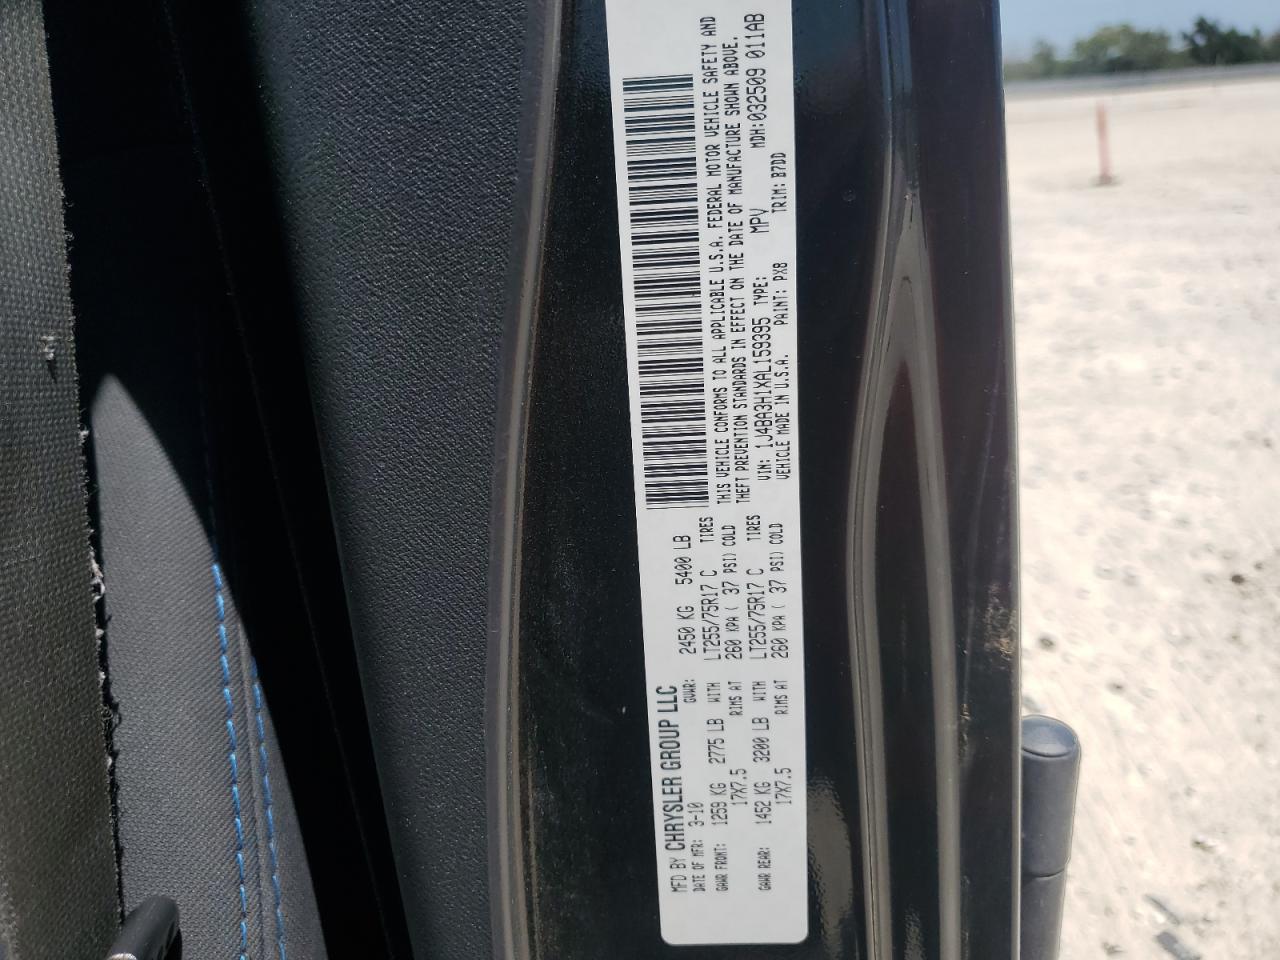 MFD BY CHRYSLER GROUP LLC
DATE OF MFR: 3-10 GVWR: 2450 KG 5400 LB
GAWR FRONT: 1259 KG 2775 LB WITH LT255/75R17 C TIRES
17X7.5 RIMS AT 260 KPA ( 37 PSI) COLD
GAWR REAR: 1452 KG 3200 LB WITH LT255/75R17 C TIRES
17X7.5 RIMS AT 260 KPA ( 37 PSI) COLD
THIS VEHICLE CONFORMS TO ALL APPLICABLE U.S.A. FEDERAL MOTOR VEHICLE SAFETY AND
THEFT PREVENTION STANDARDS IN EFFECT ON THE DATE OF MANUFACTURE SHOWN ABOVE.
VIN: 1J4BA3H1XAL159395 TYPE: MPV MDH:032509 011AB
VEHICLE MADE IN U.S.A. PAINT: PX8 TRIM: B7DD